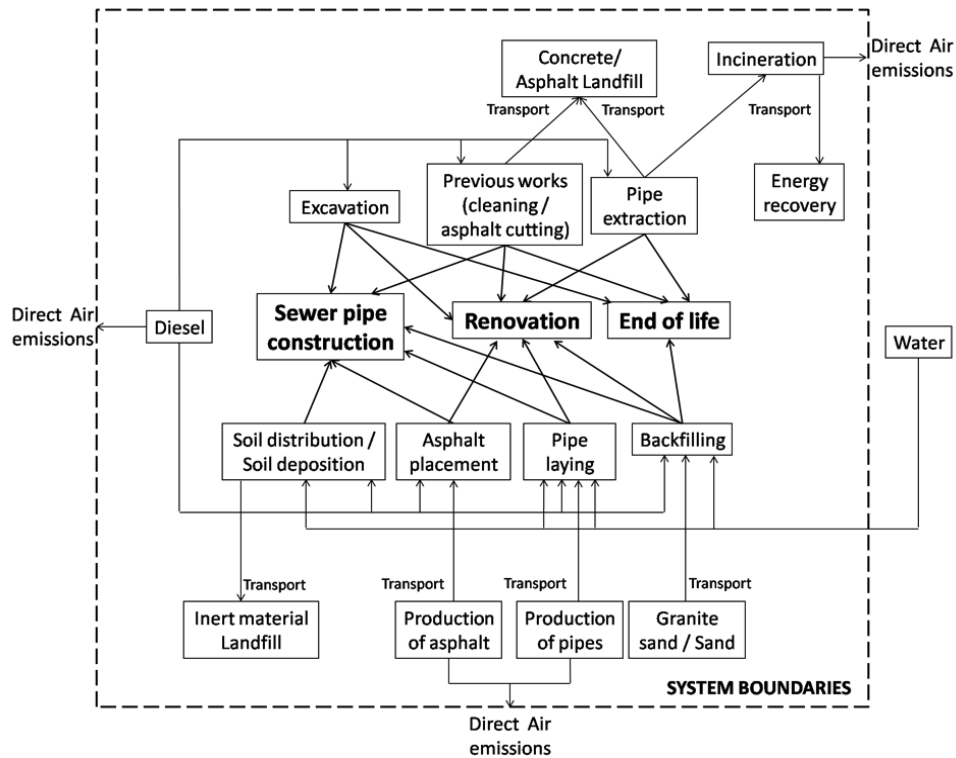 Concrete/
Asphalt Landfill
Incineration
Direct Air
emissions
Transport
Transport
Transport
Previous works
(cleaning /
asphalt cutting)
Pipe
extraction
Energy
recovery
Excavation
Sewer pipe
construction
Renovation
End of life
Direct Air
emissions
Diesel
Water
Soil distribution /
Soil deposition
Asphalt
placement
Pipe
laying
Backfilling
Transport
Transport
Transport
Transport
Inert material
Landfill
Production
of asphalt
Production
of pipes
Granite
sand / Sand
SYSTEM BOUNDARIES
Direct Air
emissions